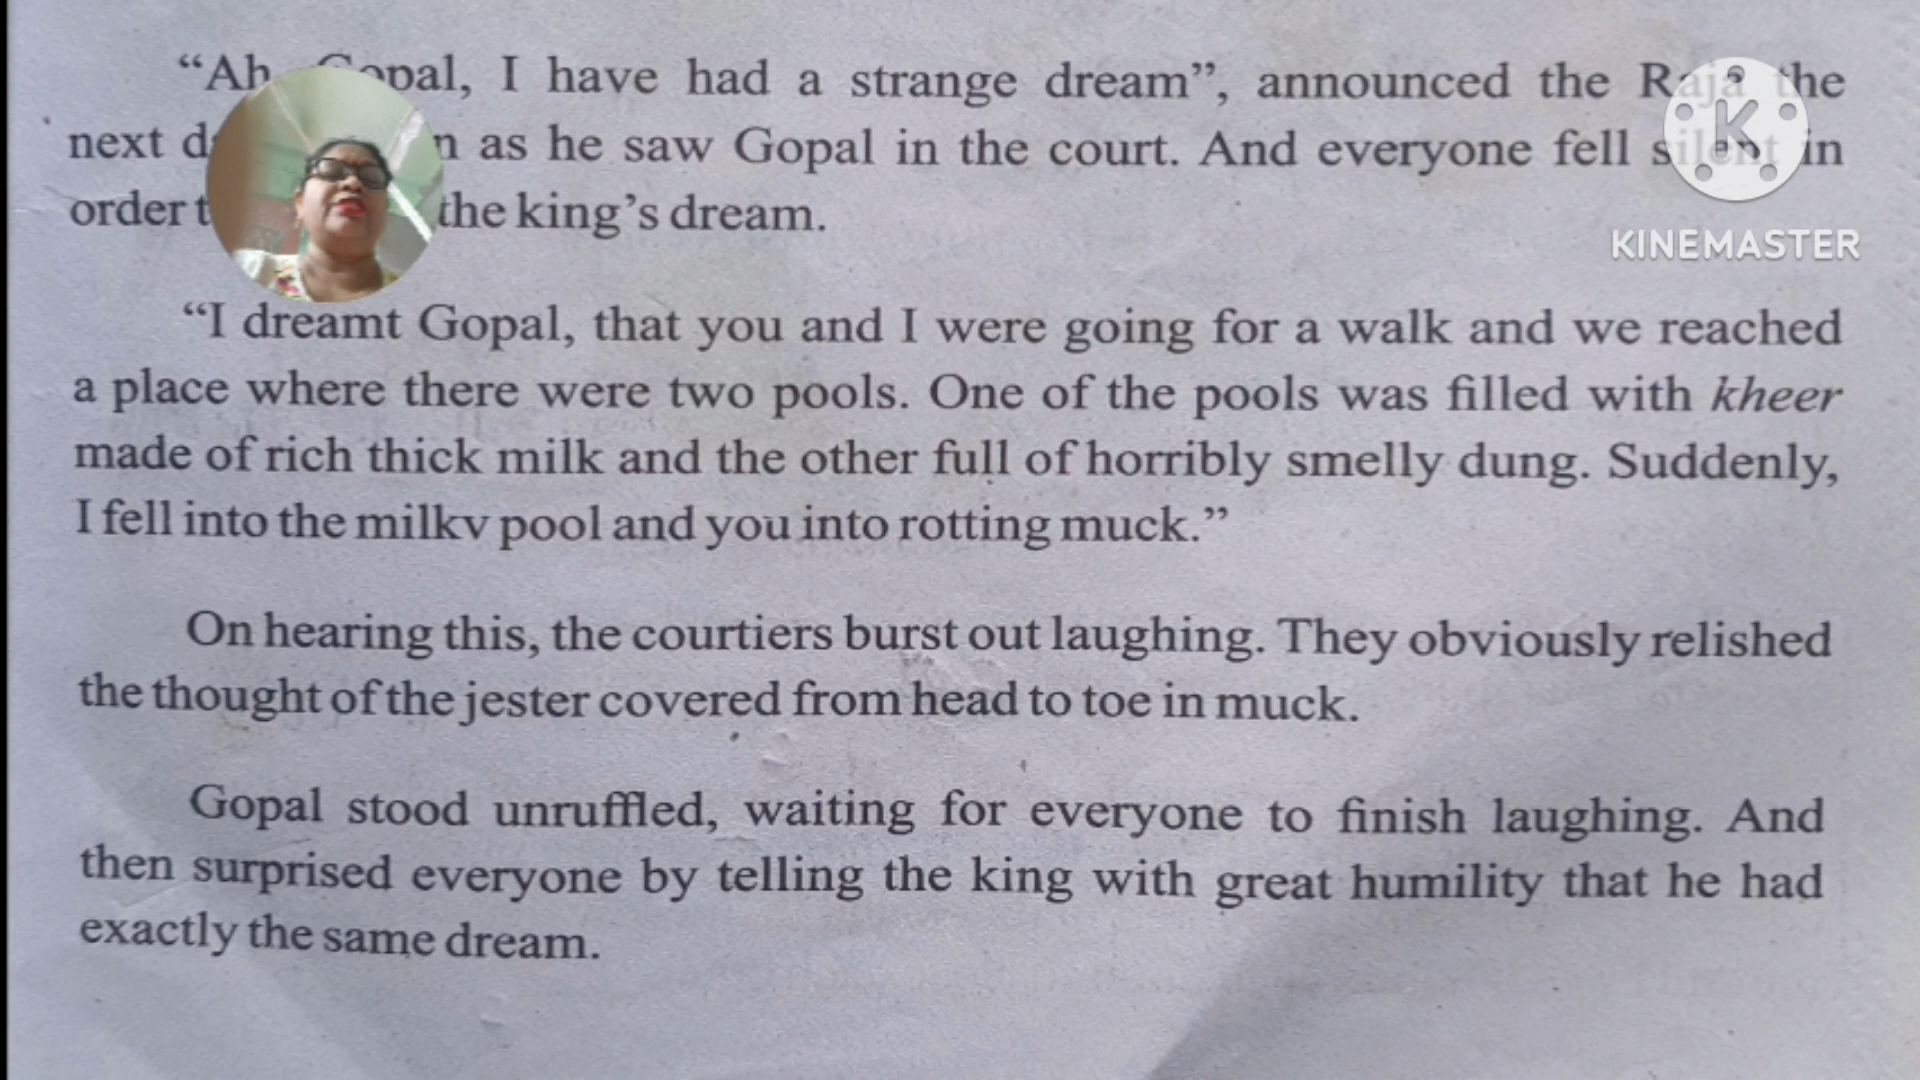 “Ah, Gopal, I have had a strange dream”, announced the Raja the
next n as he saw Gopal in the court. And everyone fell silent in
order the king’s dream.
“I dreamt Gopal, that you and I were going for a walk and we reached
a place where there were two pools. One of the pools was filled with kheer
made of rich thick milk and the other full of horribly smelly dung. Suddenly,
I fell into the milky pool and you into rotting muck.”
On hearing this, the courtiers burst out laughing. They obviously relished
the thought of the jester covered from head to toe in muck.
Gopal stood unruffled, waiting for everyone to finish laughing. And
then surprised everyone by telling the king with great humility that he had
exactly the same dream.
K
KINEMASTER